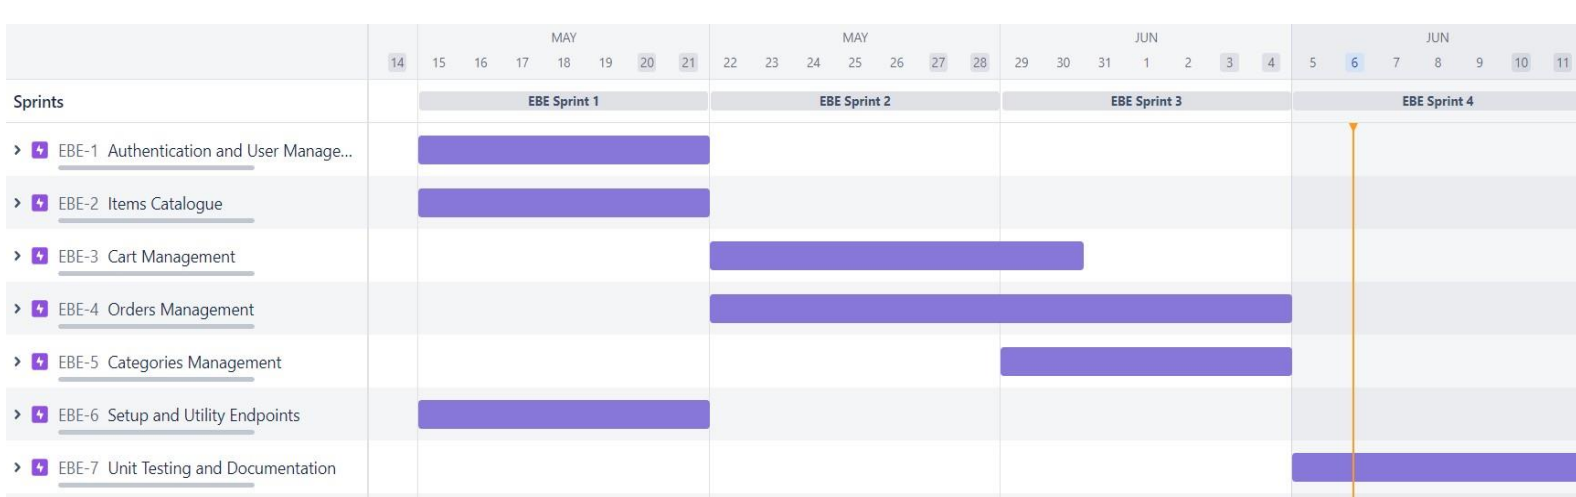 MAY MAY JUN JUN
14 15 16 17 18 19 20 21 22 23 24 25 26 27 28 29 30 31 1 2 3 4 5 6 7 8 9 10 11
Sprints EBE Sprint 1 EBE Sprint 2 EBE Sprint 3 EBE Sprint 4
EBE-1 Authentication and User Manage...
EBE-2 Items Catalogue
EBE-3 Cart Management
EBE-4 Orders Management
EBE-5 Categories Management
EBE-6 Setup and Utility Endpoints
EBE-7 Unit Testing and Documentation